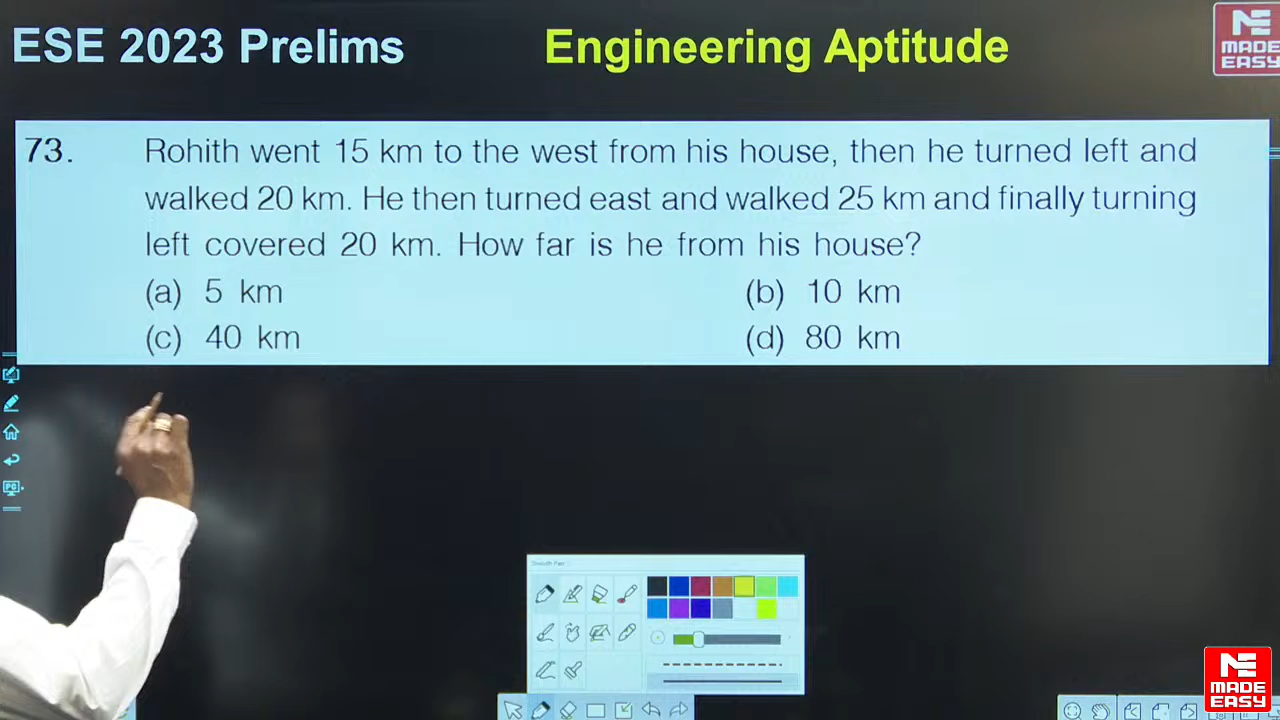 ESE 2023 Prelims
Engineering Aptitude
ME
MADE
EASY
73. Rohith went 15 km to the west from his house, then he turned left and
walked 20 km. He then turned east and walked 25 km and finally turning
left covered 20 km. How far is he from his house?
(a) 5 km (b) 10 km
(c) 40 km (d) 80 km
PC
ME
MADE
EASY